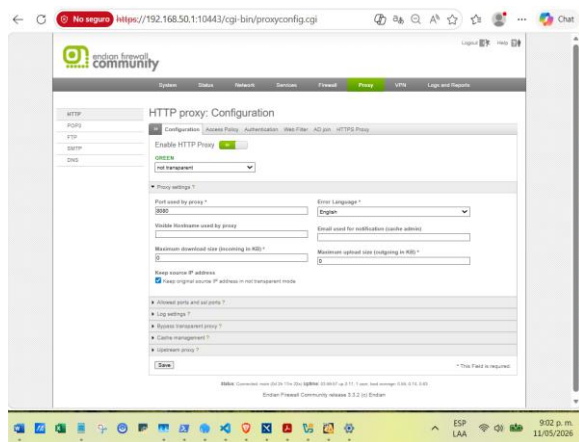 No seguro https://192.168.50.1:10443/cgi-bin/proxyconfig.cgi
Chat
Logout Help
endian firewall
community
System Status Network Services Firewall Proxy VPN Logs and Reports
HTTP
POP3
FTP
SMTP
DNS
HTTP proxy: Configuration
Configuration Access Policy Authentication Web Filter AD join HTTPS Proxy
Enable HTTP Proxy
GREEN
not transparent
Proxy settings ?
Port used by proxy * Error Language *
8080 English
Visible Hostname used by proxy Email used for notification (cache admin)
Maximum download size (incoming in KB) * Maximum upload size (outgoing in KB) *
0 0
Keep source IP address
Keep original source IP address in not transparent mode
Allowed ports and ssl ports ?
Log settings ?
Bypass transparent proxy ?
Cache management ?
Upstream proxy ?
Save * This Field is required.
Endian Firewall Community release 3.3.2 (c) Endian
ESP
LAA
9:02 p. m.
11/05/2026